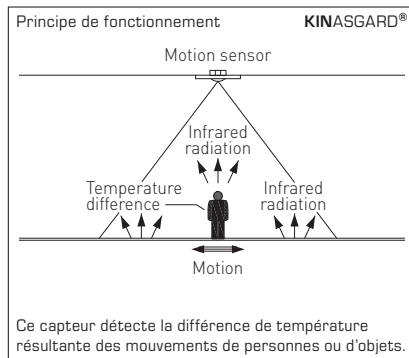 Principe de fonctionnement KINASGARD®
Motion sensor
Infrared
radiation
Temperature
difference
Infrared
radiation
Motion
Ce capteur détecte la différence de température
résultante des mouvements de personnes ou d'objets.